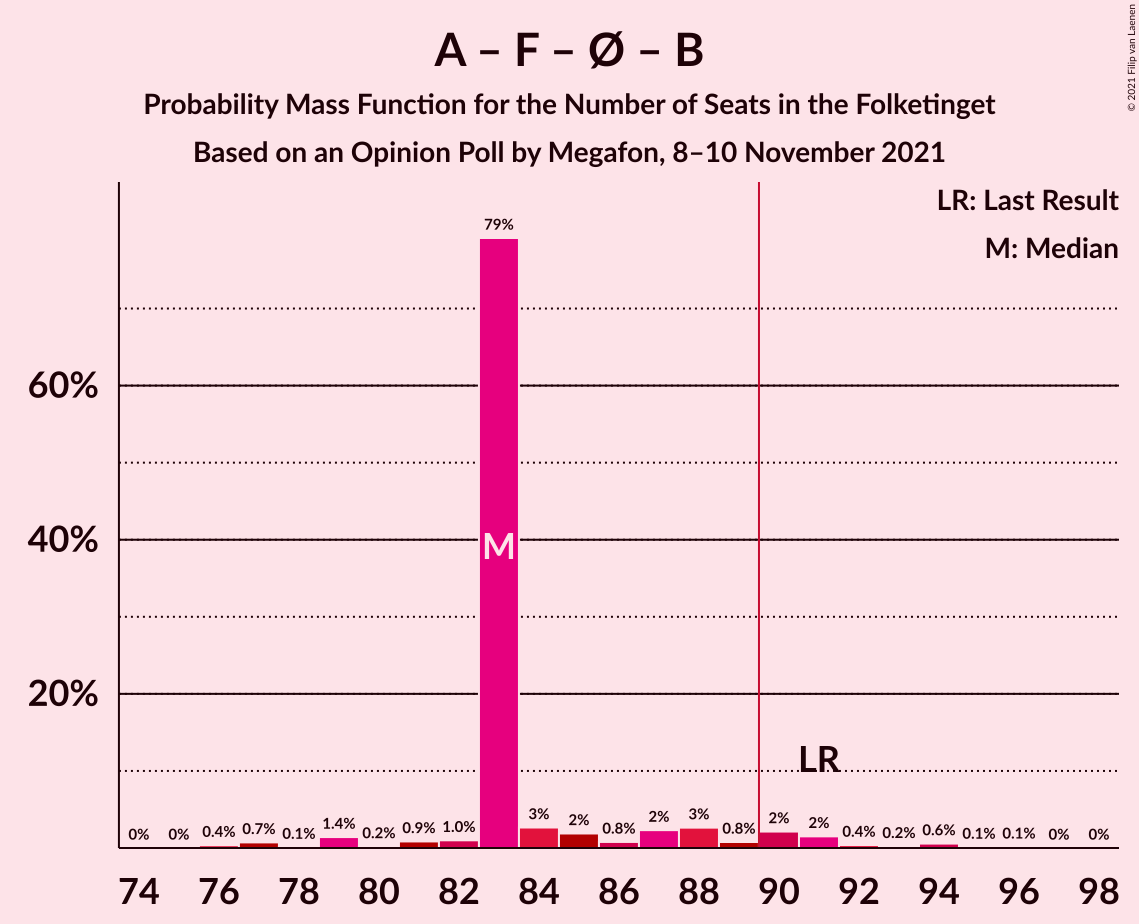 A – F – Ø – B
Probability Mass Function for the Number of Seats in the Folketinget
Based on an Opinion Poll by Megafon, 8–10 November 2021
© 2021 Filip van Laenen
LR: Last Result
M: Median
79%
60%
40%
20%
M
LR
0% 0% 0.4% 0.7% 0.1% 1.4% 0.2% 0.9% 1.0% 3% 2% 0.8% 2% 3% 0.8% 2% 2% 0.4% 0.2% 0.6% 0.1% 0.1% 0% 0%
74 76 78 80 82 84 86 88 90 92 94 96 98